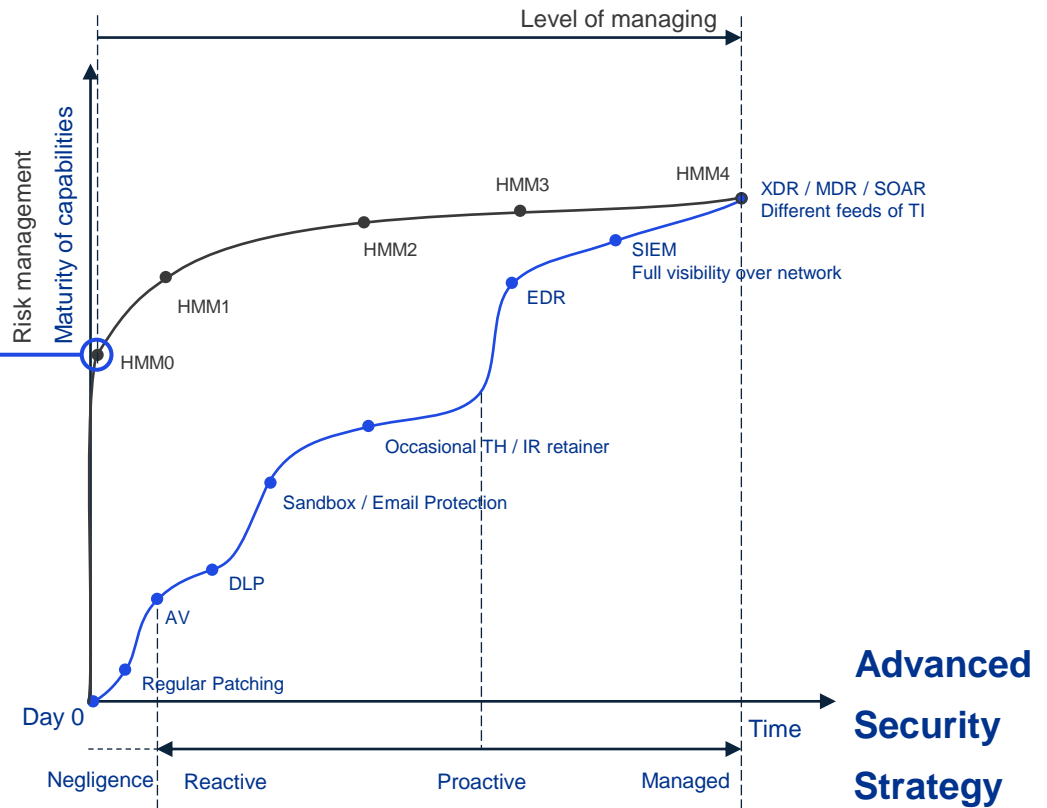 Level of managing
Risk management
Maturity of capabilities
HMM4
HMM3
XDR / MDR / SOAR
Different feeds of TI
HMM2
SIEM
Full visibility over network
EDR
HMM1
HMM0
Occasional TH / IR retainer
Sandbox / Email Protection
DLP
AV
Regular Patching
Day 0
Time
Negligence
Reactive
Proactive
Managed
Advanced
Security
Strategy